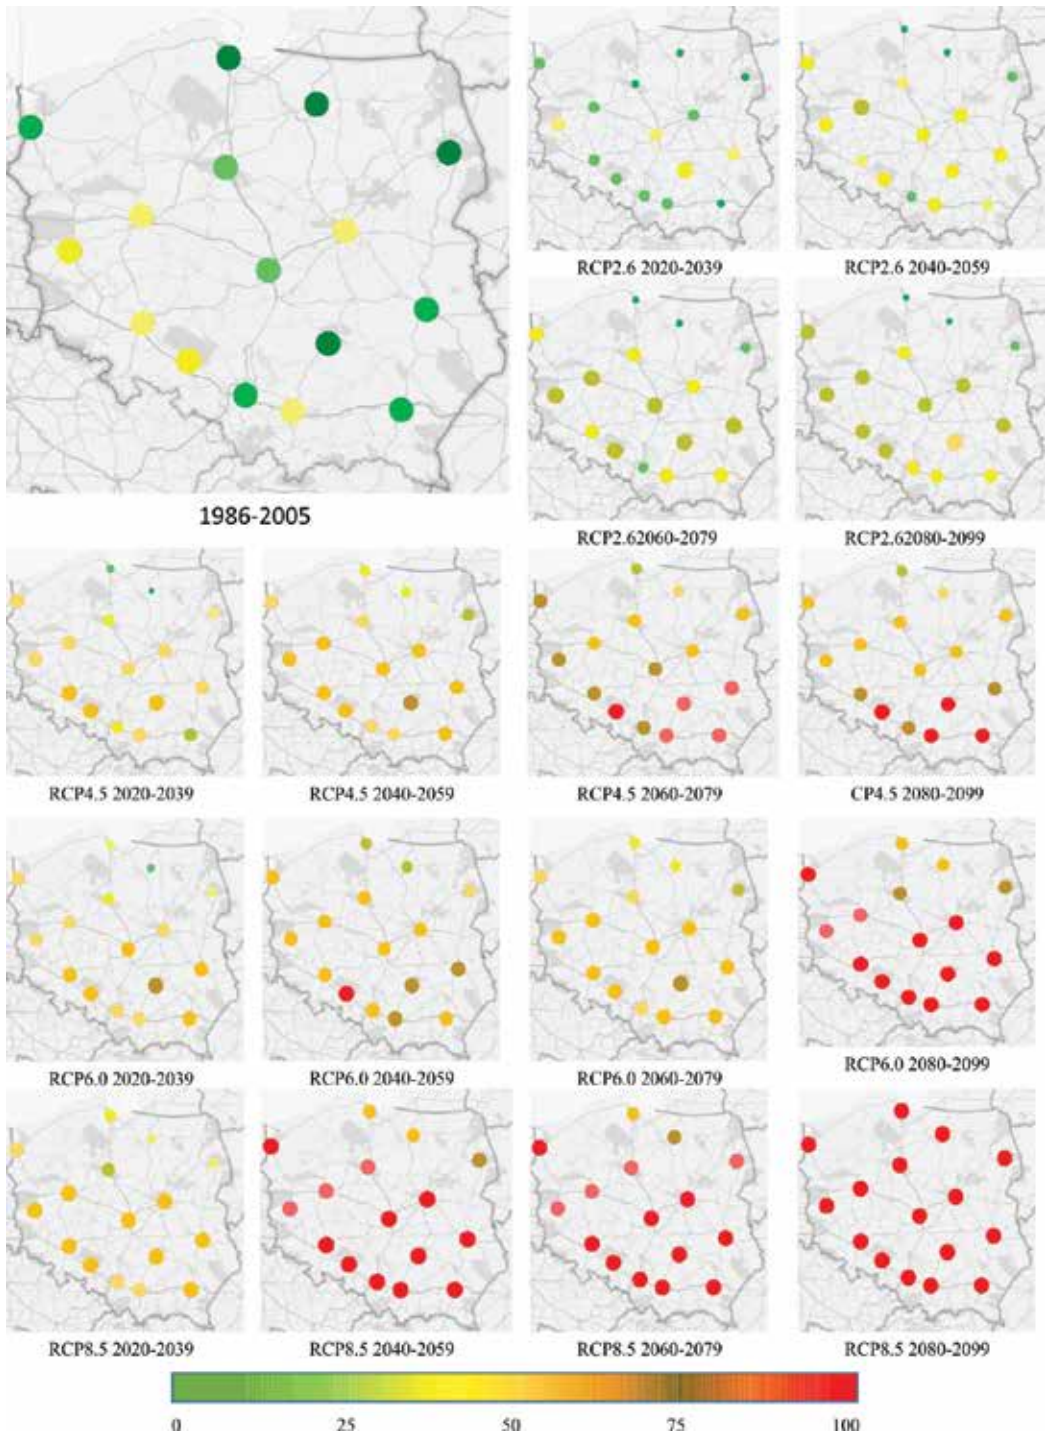 RCP2.6 2020-2039 RCP2.6 2040-2059
1986-2005
RCP2.62060-2079 RCP2.62080-2099
RCP4.5 2020-2039 RCP4.5 2040-2059 RCP4.5 2060-2079 CP4.5 2080-2099
RCP6.0 2020-2039 RCP6.0 2040-2059 RCP6.0 2060-2079 RCP6.0 2080-2099
RCP8.5 2020-2039 RCP8.5 2040-2059 RCP8.5 2060-2079 RCP8.5 2080-2099
0 25 50 75 100